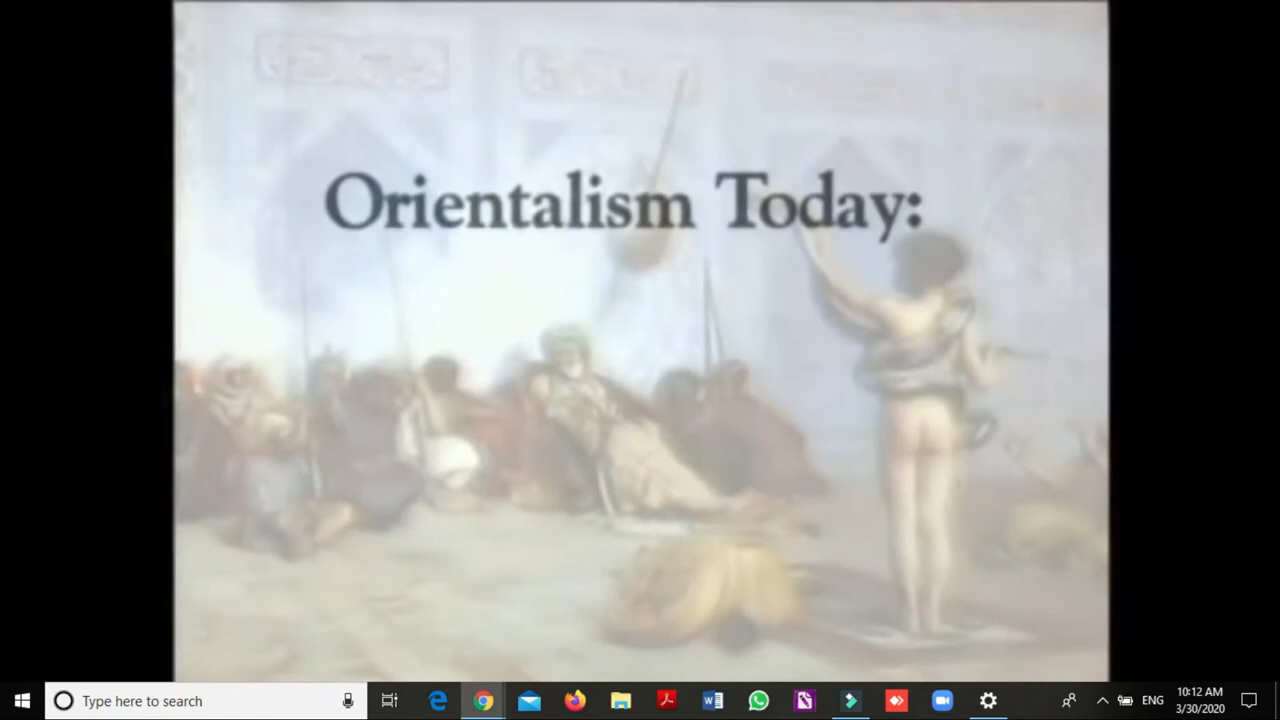 Orientalism Today:
Type here to search
ENG
10:12 AM
3/30/2020